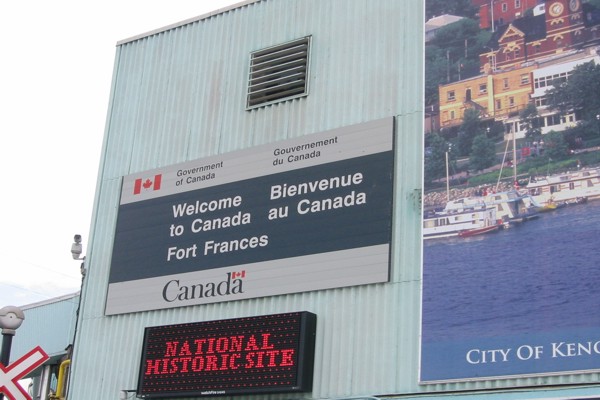 Government
of Canada
Gouvernement
du Canada
Welcome
to Canada
Fort Frances
Bienvenue
au Canada
Canada
NATIONAL
HISTORIC SITE
CITY OF KENO